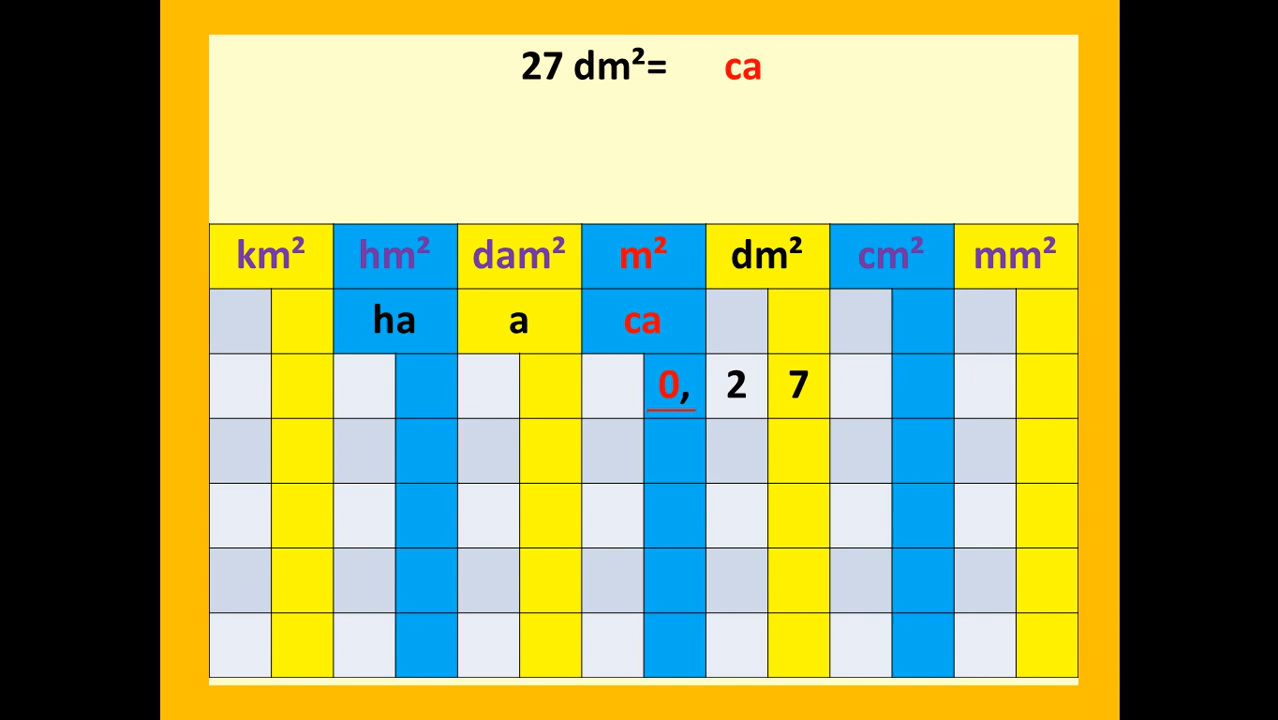 27 dm²= ca
km² hm² dam² m² dm² cm² mm²
ha a ca
0, 2 7